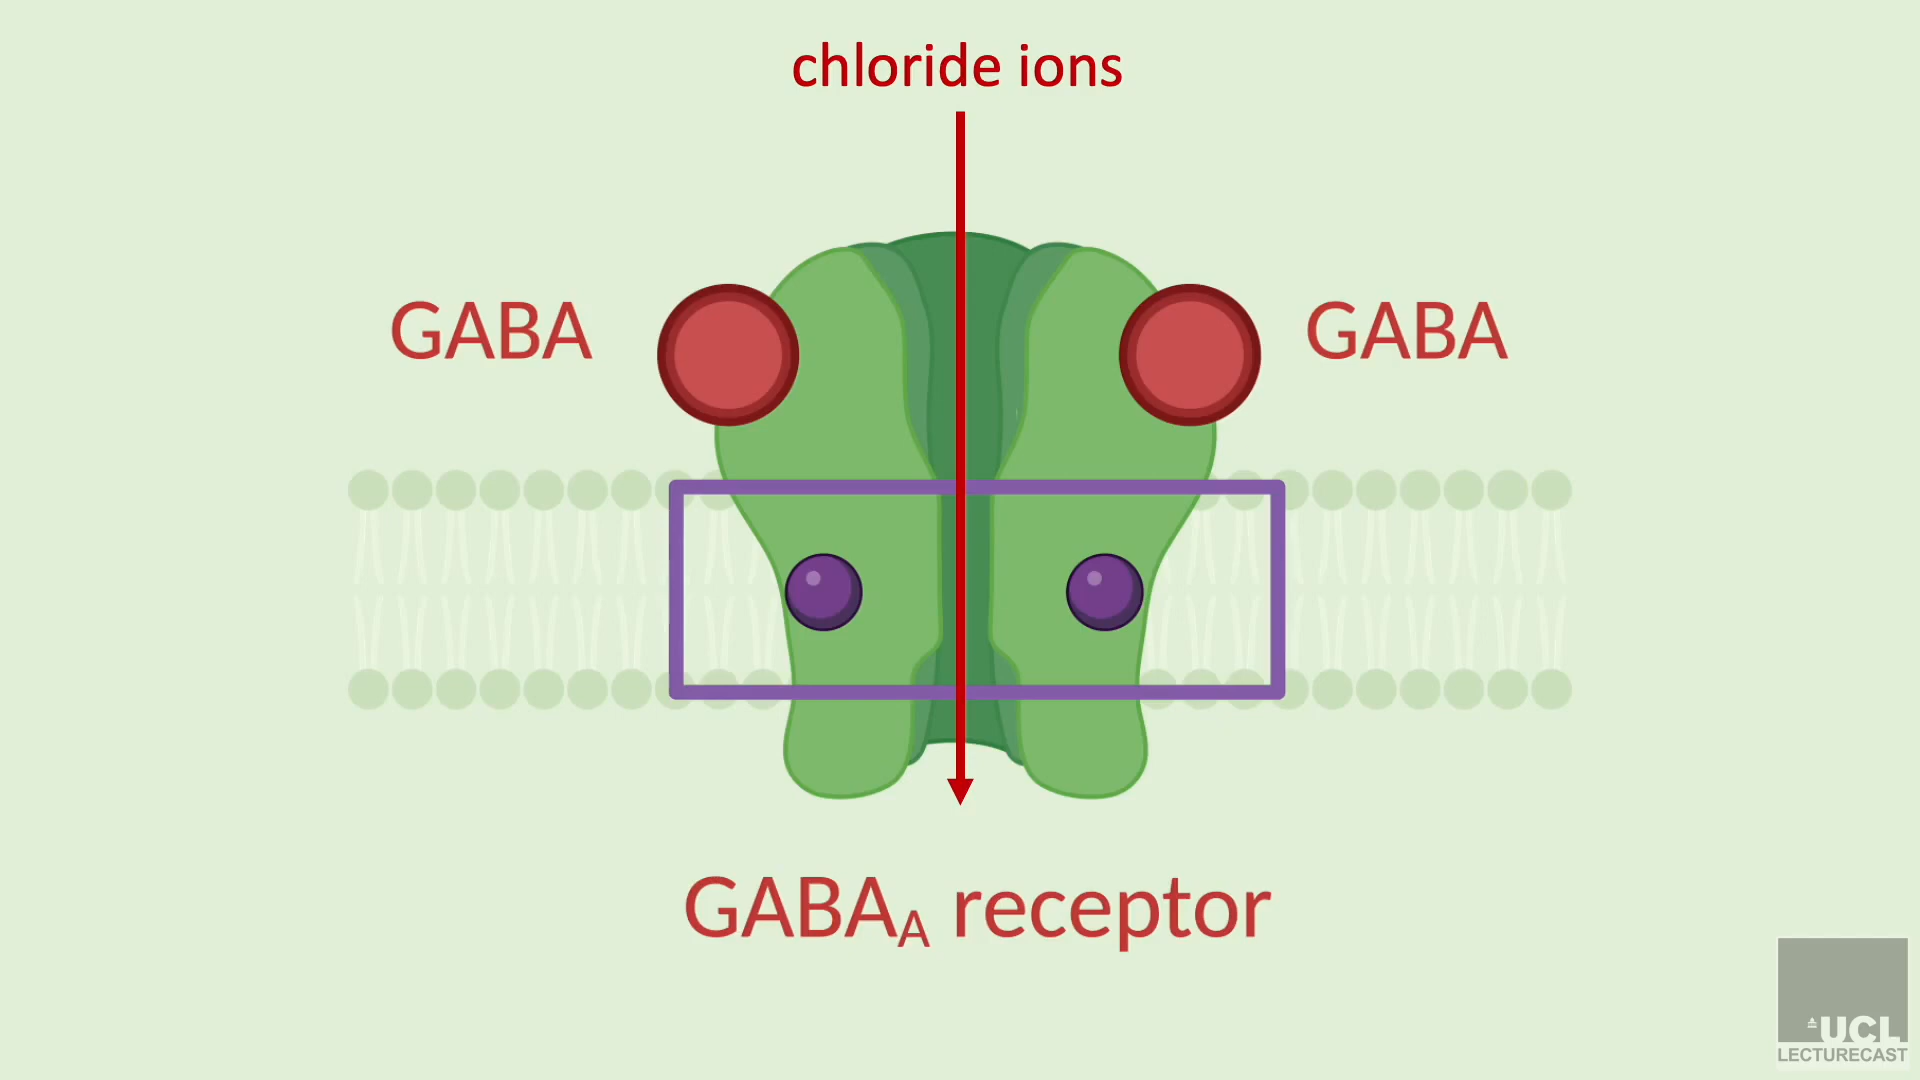 chloride ions
GABA
GABA
GABAA receptor
UCL
LECTURECAST